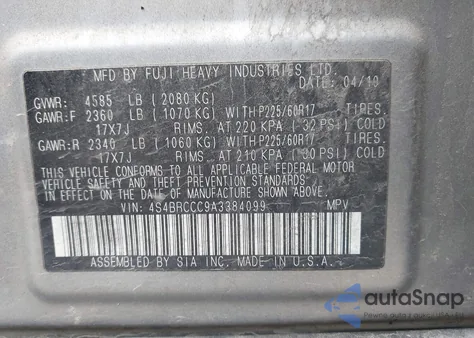 MFD BY FUJI HEAVY INDUSTRIES LTD.
DATE: 04/10
GVWR: 4585 LB (2080 KG)
GAWR:F 2360 LB (1070 KG) WITH P225/60R17 TIRES.
17X7J RIMS. AT 220 KPA (32 PSI) COLD
GAWR:R 2340 LB (1060 KG) WITH P225/60R17 TIRES.
17X7J RIMS. AT 210 KPA (30 PSI) COLD
THIS VEHICLE CONFORMS TO ALL APPLICABLE FEDERAL MOTOR
VEHICLE SAFETY AND BUMPER STANDARDS
IN EFFECT ON THE DATE OF MANUFACTURE SHOWN ABOVE
VIN: 4S4BRCCC9A3384099 MPV
ASSEMBLED BY SIA INC. MADE IN U.S.A.
autoSnap
Pewne auta z USA